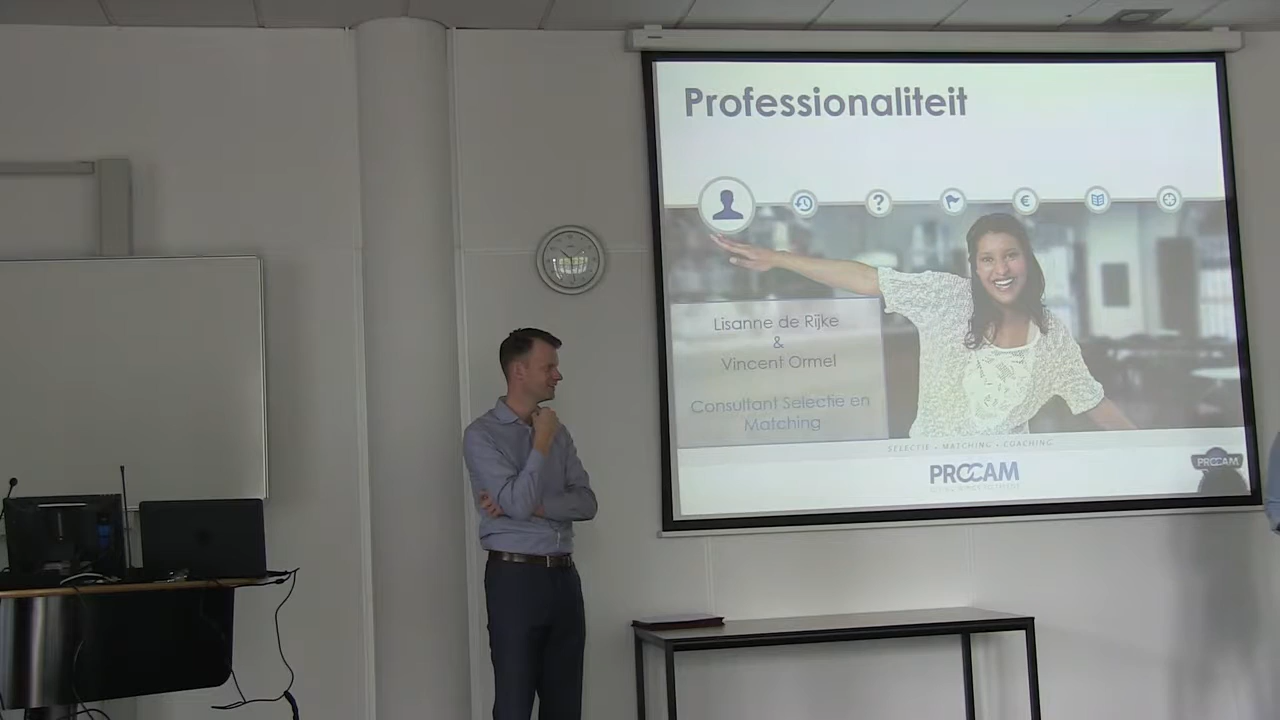 Professionaliteit
?
€
Lisanne de Rijke
&
Vincent Ormel
Consultant Selectie en
Matching
SELECTIE - MATCHING - COACHING
PROCAM
PROCAM